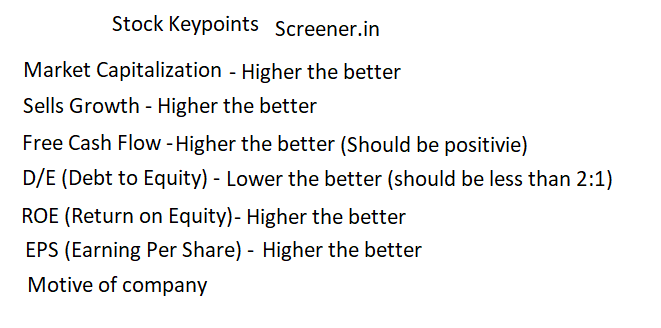 Stock Keypoints Screener.in
Market Capitalization - Higher the better
Sells Growth - Higher the better
Free Cash Flow -Higher the better (Should be positivie)
D/E (Debt to Equity) - Lower the better (should be less than 2:1)
ROE (Return on Equity)- Higher the better
EPS (Earning Per Share) - Higher the better
Motive of company